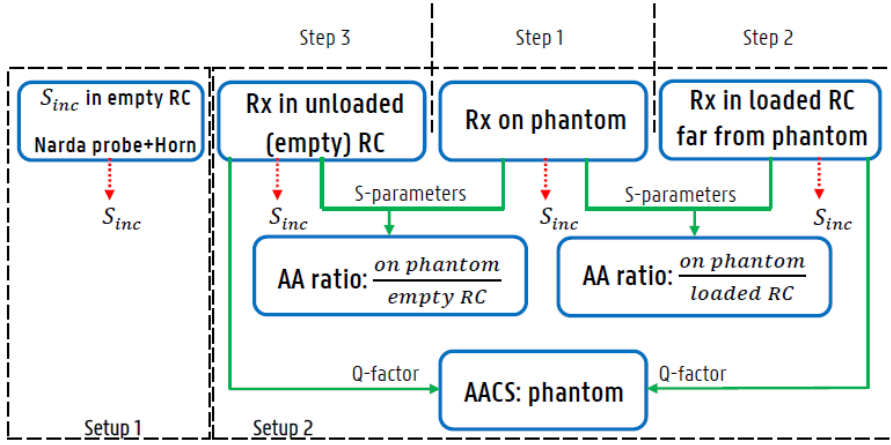 Step 3
Step 1
Step 2
S_inc in empty RC
Narda probe+Horn
Rx in unloaded
(empty) RC
Rx on phantom
Rx in loaded RC
far from phantom
S-parameters
S-parameters
S_inc
S_inc
S_inc
S_inc
AA ratio: on phantom
empty RC
AA ratio: on phantom
loaded RC
Q-factor
AACS: phantom
Q-factor
Setup 1
Setup 2